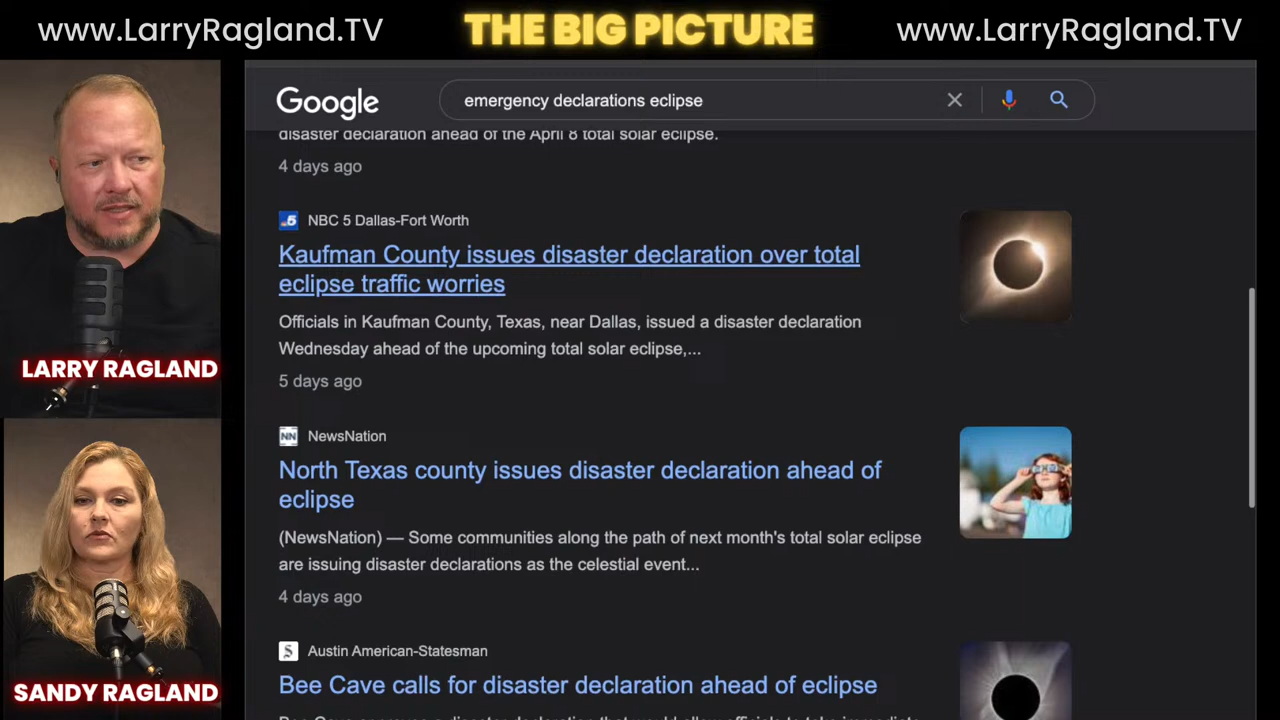 www.LarryRagland.TV
THE BIG PICTURE
www.LarryRagland.TV
Google
emergency declarations eclipse
disaster declaration ahead of the April 8 total solar eclipse.
4 days ago
NBC 5 Dallas-Fort Worth
Kaufman County issues disaster declaration over total
eclipse traffic worries
Officials in Kaufman County, Texas, near Dallas, issued a disaster declaration
Wednesday ahead of the upcoming total solar eclipse,...
5 days ago
NN
NewsNation
North Texas county issues disaster declaration ahead of
eclipse
(NewsNation) — Some communities along the path of next month's total solar eclipse
are issuing disaster declarations as the celestial event...
4 days ago
S
Austin American-Statesman
Bee Cave calls for disaster declaration ahead of eclipse
LARRY RAGLAND
SANDY RAGLAND